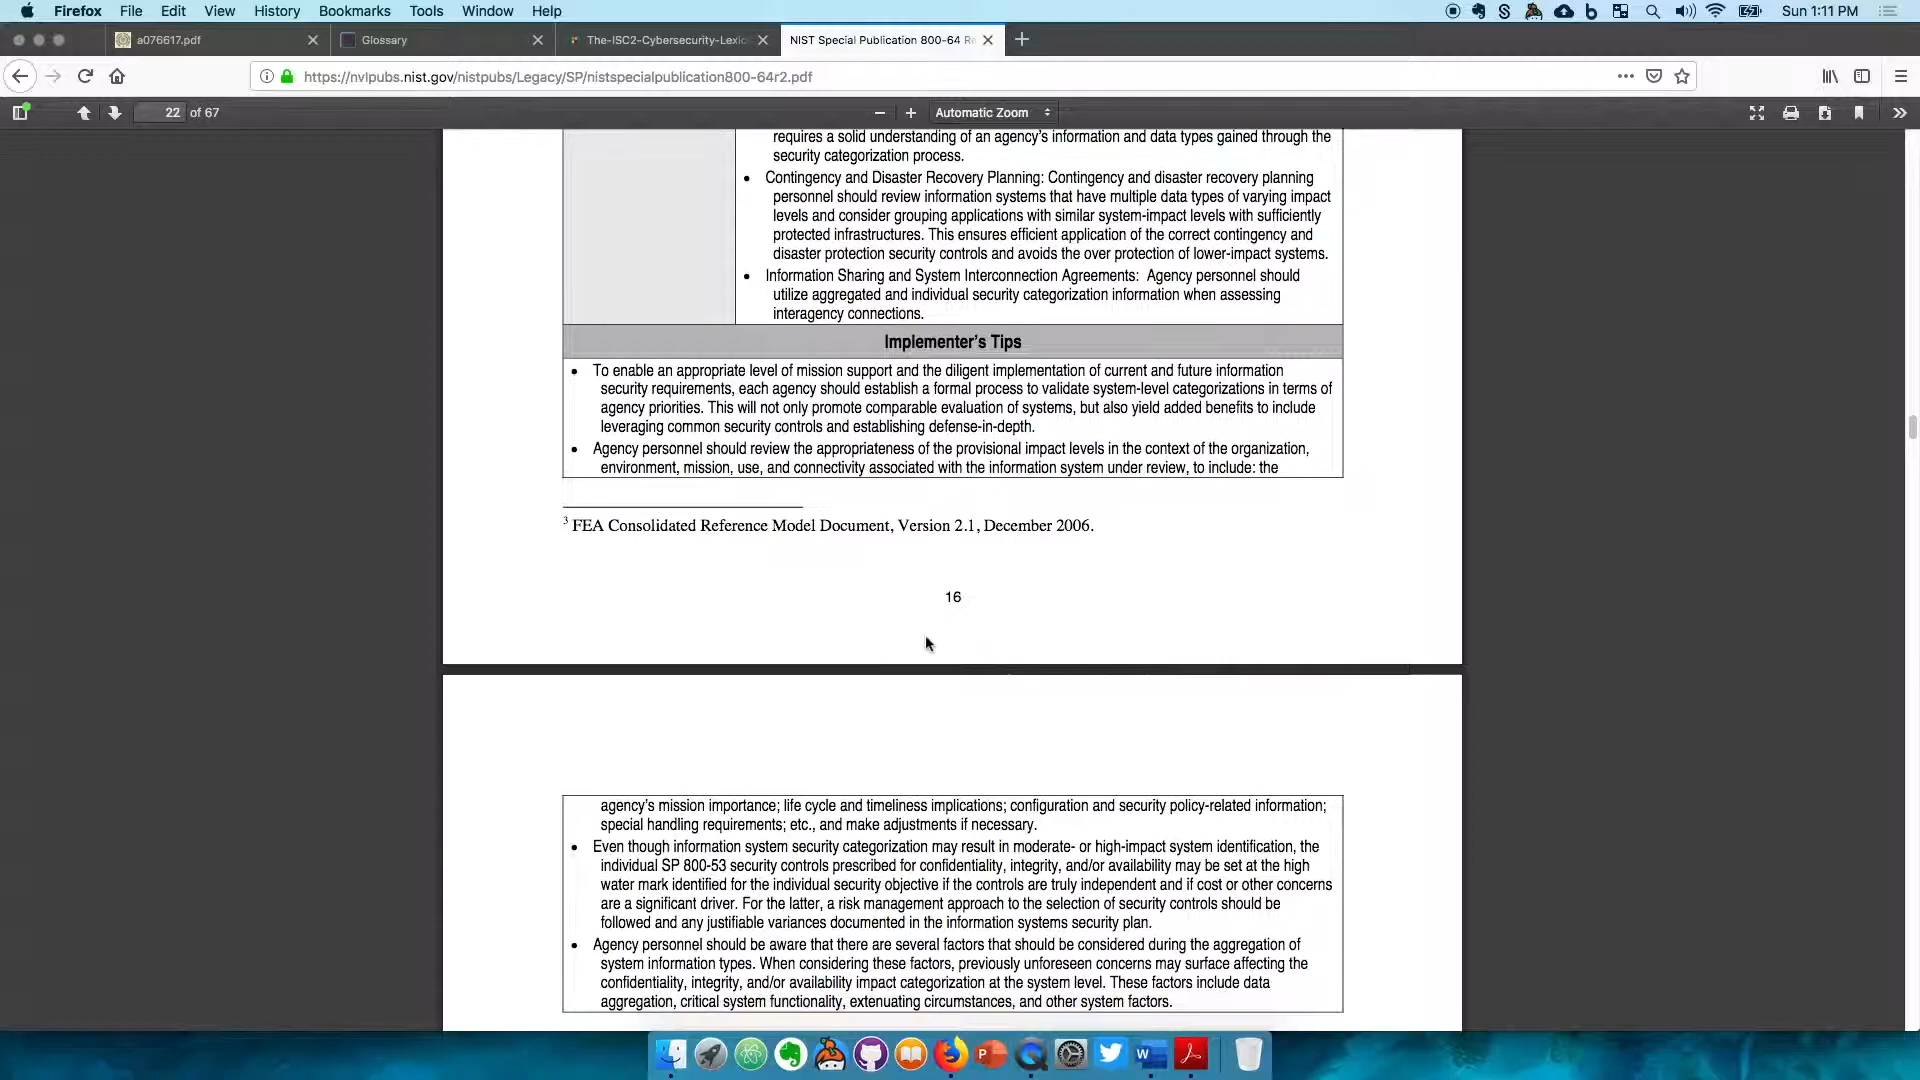 Firefox File Edit View History Bookmarks Tools Window Help Sun 1:11 PM
a076617.pdf Glossary The-ISC2-Cybersecurity-Lexic NIST Special Publication 800-64 Re
https://nvlpubs.nist.gov/nistpubs/Legacy/SP/nistspecialpublication800-64r2.pdf
22 of 67 Automatic Zoom
requires a solid understanding of an agency's information and data types gained through the
security categorization process.
• Contingency and Disaster Recovery Planning: Contingency and disaster recovery planning
personnel should review information systems that have multiple data types of varying impact
levels and consider grouping applications with similar system-impact levels with sufficiently
protected infrastructures. This ensures efficient application of the correct contingency and
disaster protection security controls and avoids the over protection of lower-impact systems.
• Information Sharing and System Interconnection Agreements: Agency personnel should
utilize aggregated and individual security categorization information when assessing
interagency connections.
Implementer's Tips
• To enable an appropriate level of mission support and the diligent implementation of current and future information
security requirements, each agency should establish a formal process to validate system-level categorizations in terms of
agency priorities. This will not only promote comparable evaluation of systems, but also yield added benefits to include
leveraging common security controls and establishing defense-in-depth.
• Agency personnel should review the appropriateness of the provisional impact levels in the context of the organization,
environment, mission, use, and connectivity associated with the information system under review, to include: the
3 FEA Consolidated Reference Model Document, Version 2.1, December 2006.
16
agency's mission importance; life cycle and timeliness implications; configuration and security policy-related information;
special handling requirements; etc., and make adjustments if necessary.
• Even though information system security categorization may result in moderate- or high-impact system identification, the
individual SP 800-53 security controls prescribed for confidentiality, integrity, and/or availability may be set at the high
water mark identified for the individual security objective if the controls are truly independent and if cost or other concerns
are a significant driver. For the latter, a risk management approach to the selection of security controls should be
followed and any justifiable variances documented in the information systems security plan.
• Agency personnel should be aware that there are several factors that should be considered during the aggregation of
system information types. When considering these factors, previously unforeseen concerns may surface affecting the
confidentiality, integrity, and/or availability impact categorization at the system level. These factors include data
aggregation, critical system functionality, extenuating circumstances, and other system factors.